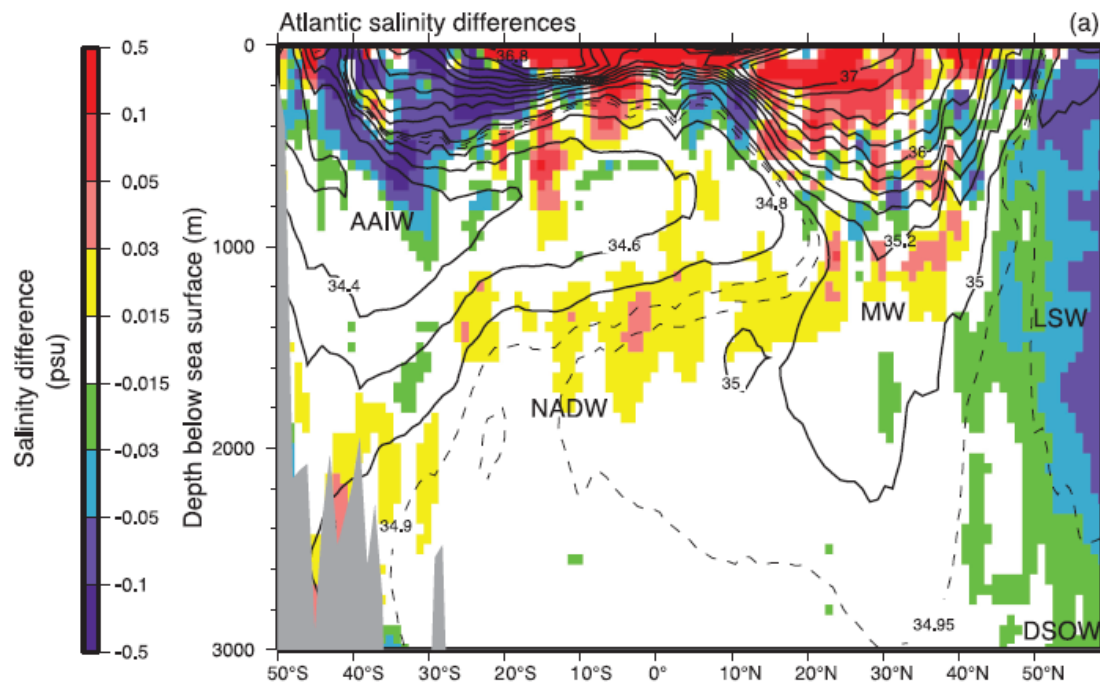 Atlantic salinity differences
(a)
0.5
0.1
0.05
0.03
0.015
-0.015
-0.03
-0.05
-0.1
-0.5
Salinity difference
(psu)
Depth below sea surface (m)
0
1000
2000
3000
36.8
37
36
35.2
34.8
34.6
34.4
35
35
34.9
34.95
AAIW
MW
LSW
NADW
DSOW
50°S
40°S
30°S
20°S
10°S
0°
10°N
20°N
30°N
40°N
50°N